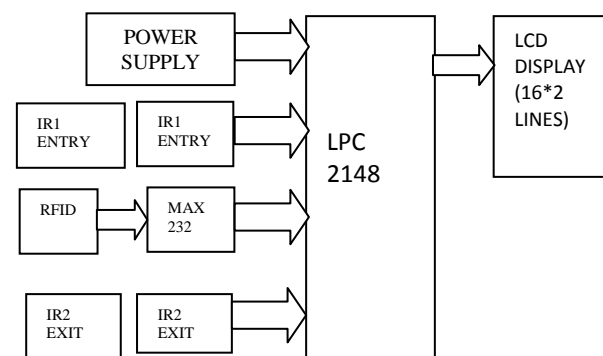 POWER
SUPPLY
LCD
DISPLAY
(16*2
LINES)
IR1
ENTRY
IR1
ENTRY
LPC
2148
RFID
MAX
232
IR2
EXIT
IR2
EXIT